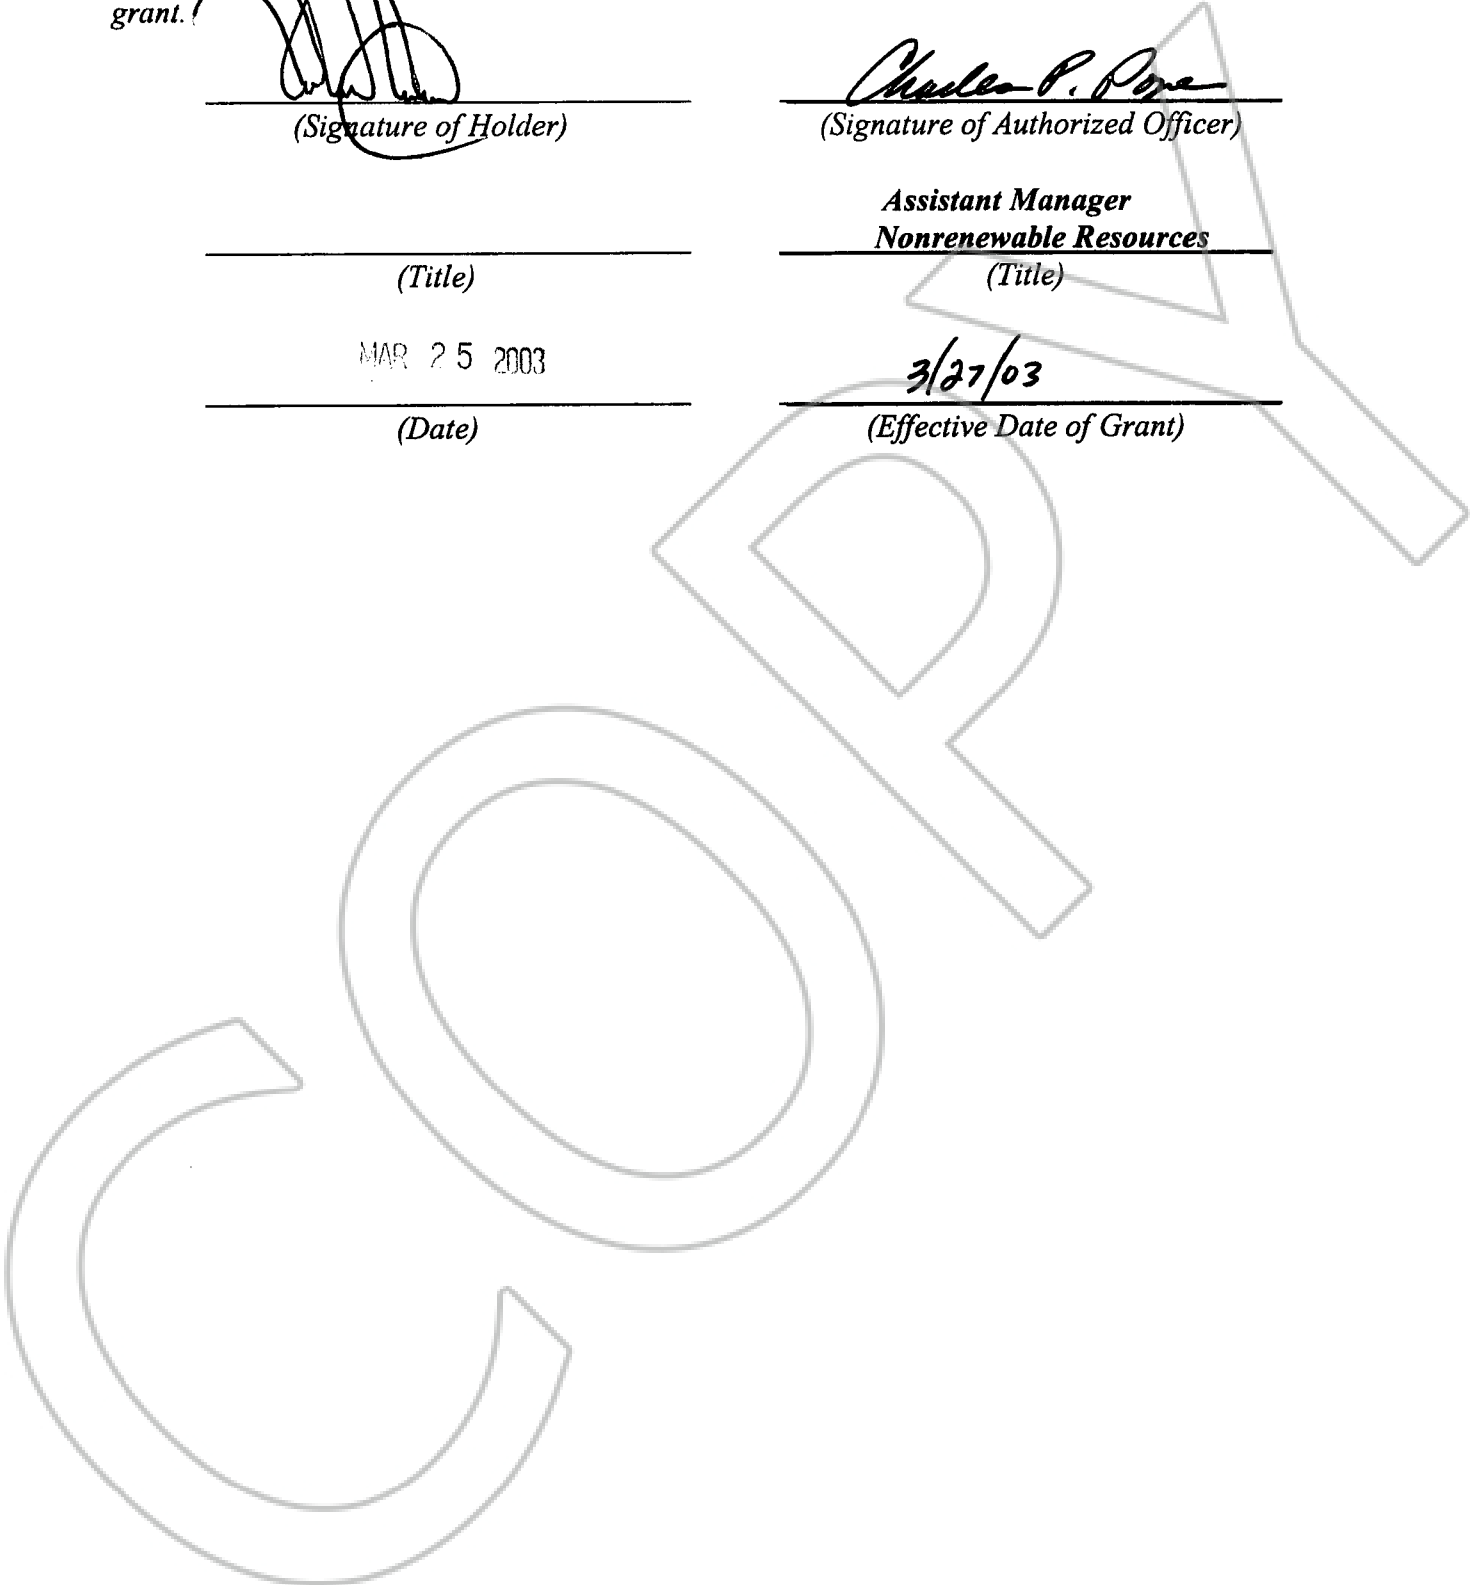 grant.
Charles P. Pope
(Signature of Holder) (Signature of Authorized Officer)
Assistant Manager
Nonrenewable Resources
(Title) (Title)
MAR 25 2003 3/27/03
(Date) (Effective Date of Grant)
COPY